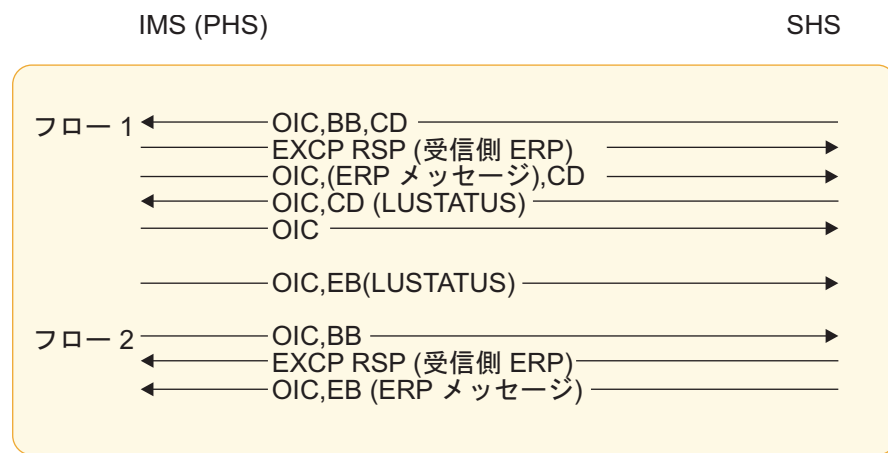 IMS (PHS) SHS
フロー 1 OIC,BB,CD
EXCP RSP (受信側 ERP)
OIC,(ERP メッセージ),CD
OIC,CD (LUSTATUS)
OIC
OIC,EB(LUSTATUS)
フロー 2 OIC,BB
EXCP RSP (受信側 ERP)
OIC,EB (ERP メッセージ)